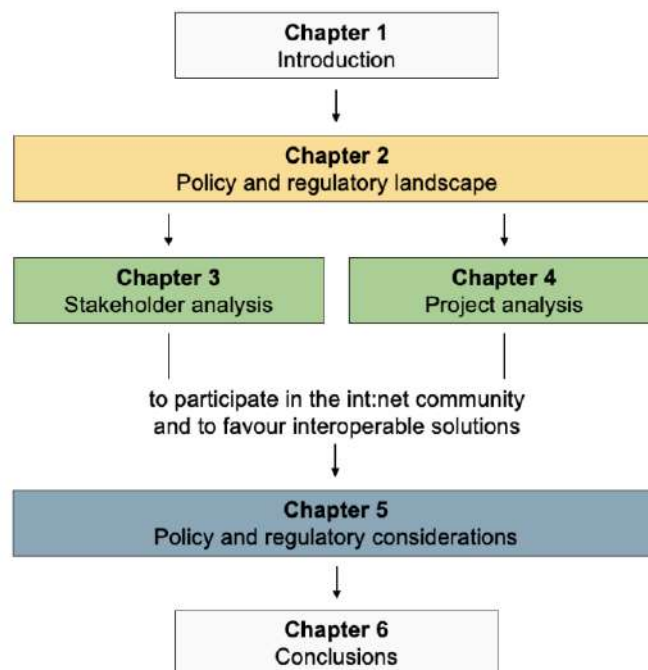 Chapter 1
Introduction
Chapter 2
Policy and regulatory landscape
Chapter 3
Stakeholder analysis
Chapter 4
Project analysis
to participate in the int:net community
and to favour interoperable solutions
Chapter 5
Policy and regulatory considerations
Chapter 6
Conclusions